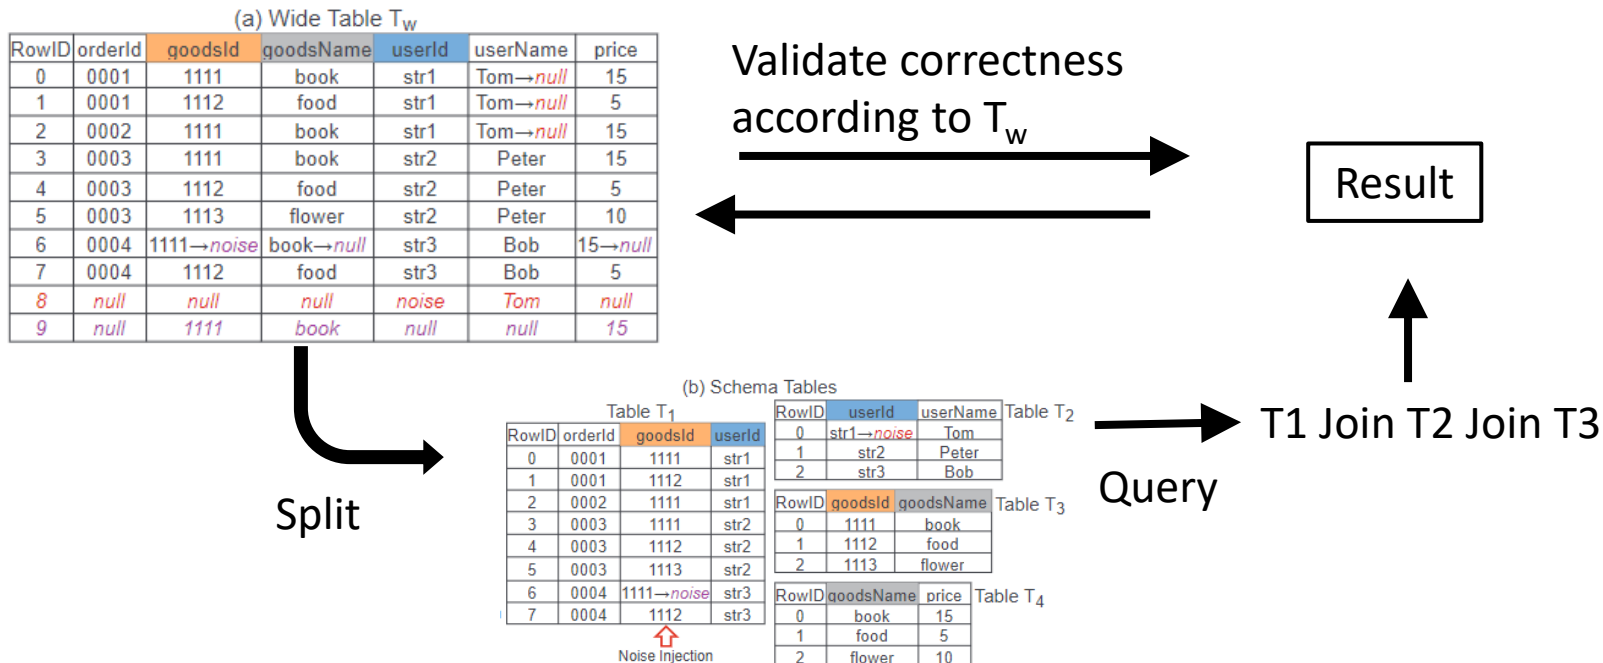 (a) Wide Table Tw
RowID orderId goodsId goodsName userId userName price
0 0001 1111 book str1 Tom→null 15
1 0001 1112 food str1 Tom→null 5
2 0002 1111 book str1 Tom→null 15
3 0003 1111 book str2 Peter 15
4 0003 1112 food str2 Peter 5
5 0003 1113 flower str2 Peter 10
6 0004 1111→noise book→null str3 Bob 15→null
7 0004 1112 food str3 Bob 5
8 null null null noise Tom null
9 null 1111 book null null 15
Validate correctness
according to Tw
Result
Split
(b) Schema Tables
Table T1
RowID orderId goodsId userId
0 0001 1111 str1
1 0001 1112 str1
2 0002 1111 str1
3 0003 1111 str2
4 0003 1112 str2
5 0003 1113 str2
6 0004 1111→noise str3
7 0004 1112 str3
Noise Injection
RowID userId userName Table T2
0 str1→noise Tom
1 str2 Peter
2 str3 Bob
RowID goodsId goodsName Table T3
0 1111 book
1 1112 food
2 1113 flower
RowID goodsName price Table T4
0 book 15
1 food 5
2 flower 10
Query
T1 Join T2 Join T3